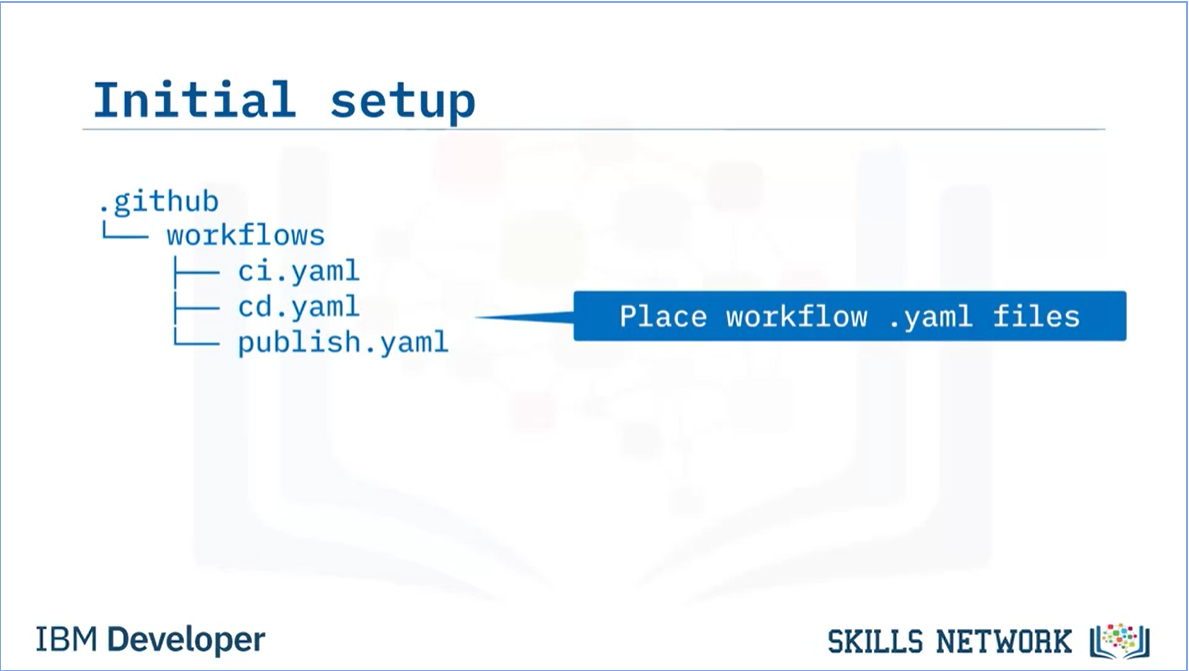 Initial setup
.github
└── workflows
├── ci.yaml
├── cd.yaml
└── publish.yaml
Place workflow .yaml files
IBM Developer
SKILLS NETWORK